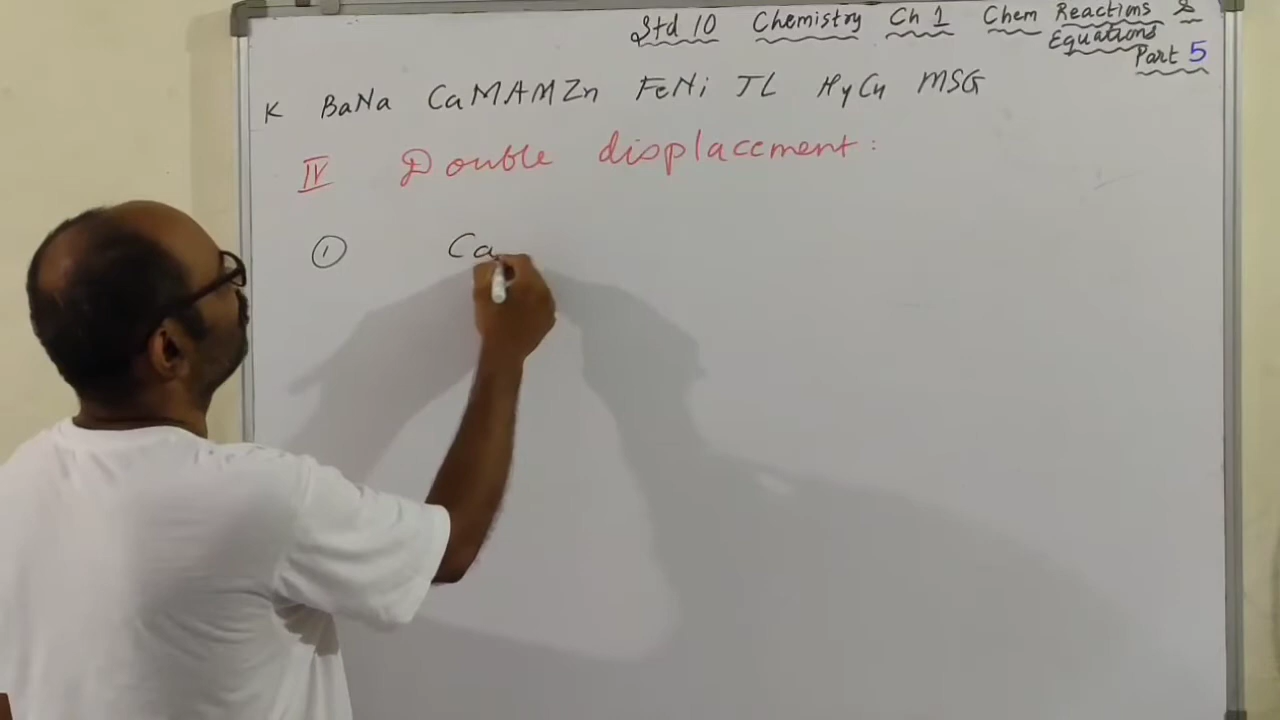 Std 10 Chemistry Ch 1 Chem Reactions &
Equations
Part 5
K BaNa CaMAMZn FeNi TL HyCu MSG
IV Double displacement:
① Ca